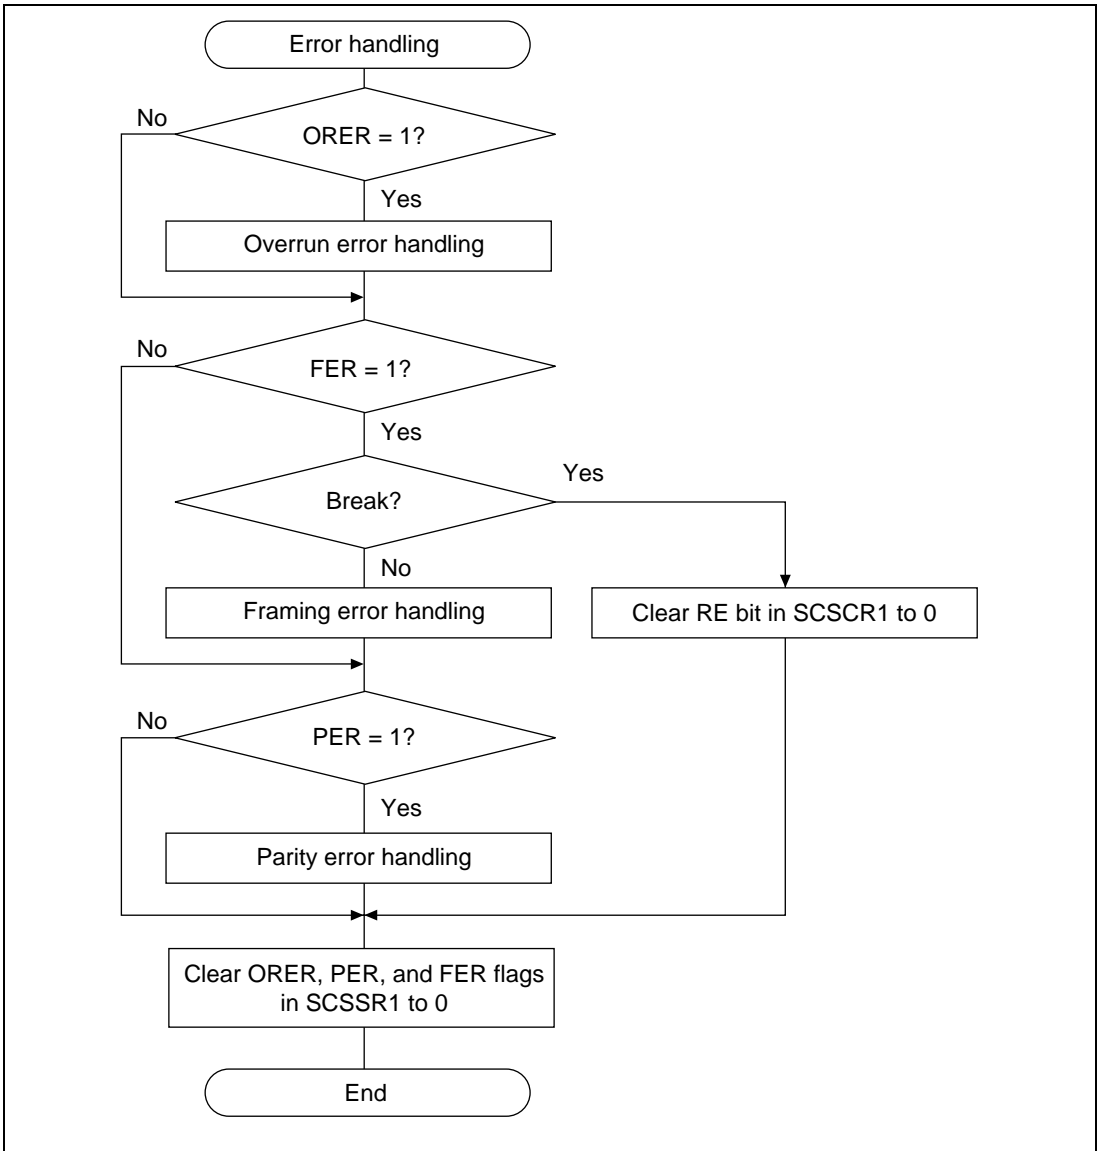 Error handling
No
ORER = 1?
Yes
Overrun error handling
No
FER = 1?
Yes
Yes
Break?
No
Framing error handling
Clear RE bit in SCSCR1 to 0
No
PER = 1?
Yes
Parity error handling
Clear ORER, PER, and FER flags
in SCSSR1 to 0
End